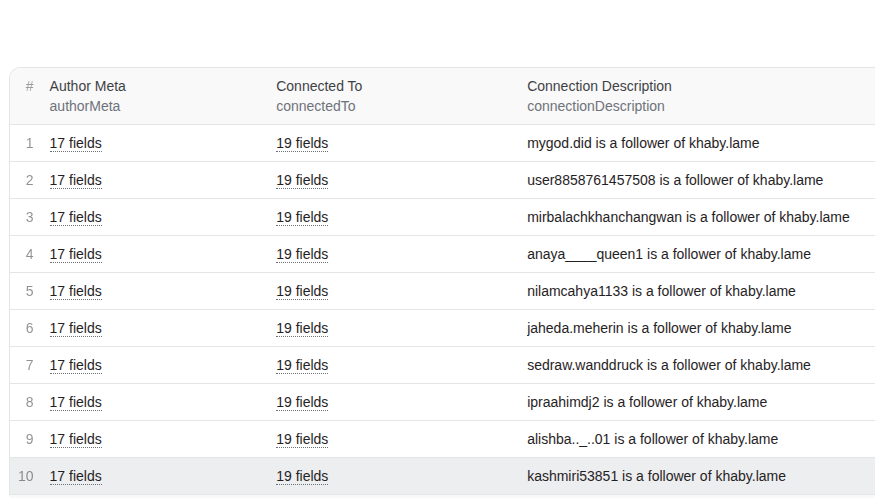 # Author Meta Connected To Connection Description
authorMeta connectedTo connectionDescription
1 17 fields 19 fields mygod.did is a follower of khaby.lame
2 17 fields 19 fields user8858761457508 is a follower of khaby.lame
3 17 fields 19 fields mirbalachkhanchangwan is a follower of khaby.lame
4 17 fields 19 fields anaya____queen1 is a follower of khaby.lame
5 17 fields 19 fields nilamcahya1133 is a follower of khaby.lame
6 17 fields 19 fields jaheda.meherin is a follower of khaby.lame
7 17 fields 19 fields sedraw.wanddruck is a follower of khaby.lame
8 17 fields 19 fields ipraahimdj2 is a follower of khaby.lame
9 17 fields 19 fields alishba.._..01 is a follower of khaby.lame
10 17 fields 19 fields kashmiri53851 is a follower of khaby.lame